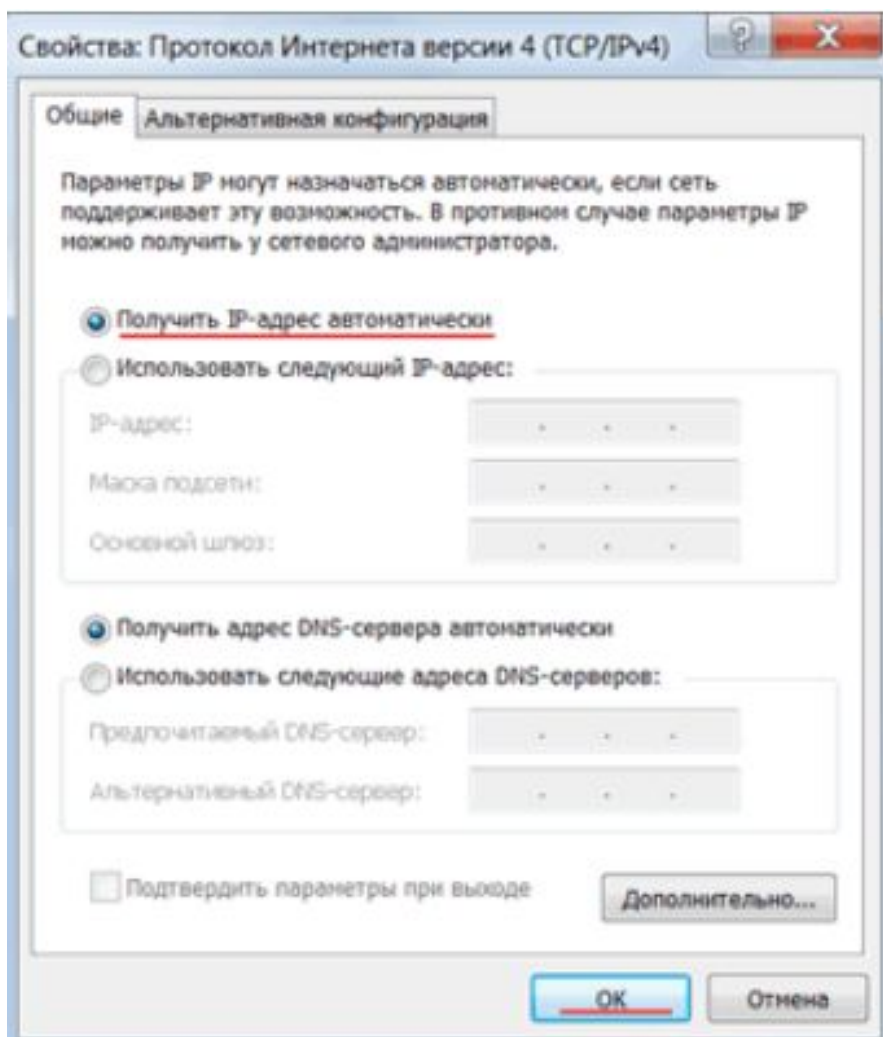 Свойства: Протокол Интернета версии 4 (TCP/IPv4)
Общие
Альтернативная конфигурация
Параметры IP могут назначаться автоматически, если сеть
поддерживает эту возможность. В противном случае параметры IP
можно получить у сетевого администратора.
Получить IP-адрес автоматически
Использовать следующий IP-адрес:
IP-адрес:
Маска подсети:
Основной шлюз:
Получить адрес DNS-сервера автоматически
Использовать следующие адреса DNS-серверов:
Предпочитаемый DNS-сервер:
Альтернативный DNS-сервер:
Подтвердить параметры при выходе
Дополнительно...
ОК
Отмена